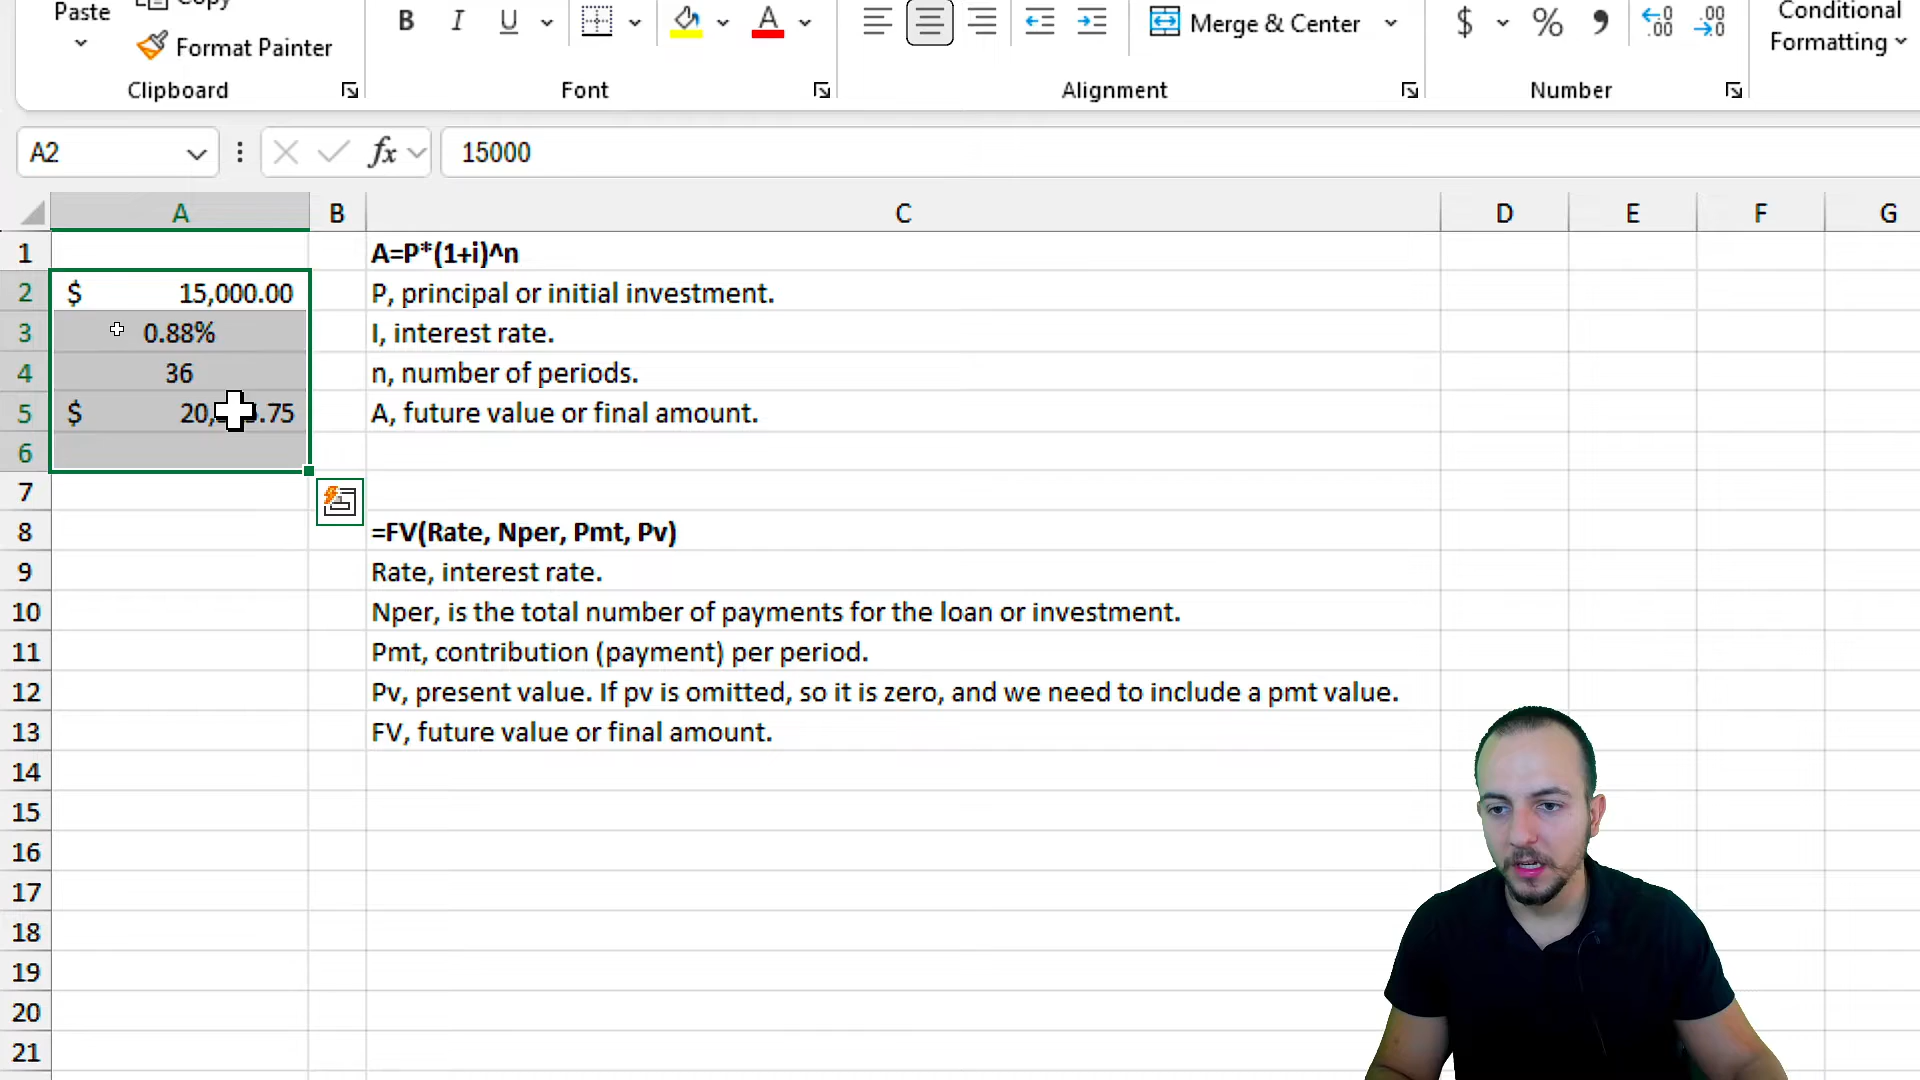 Paste
Copy
Format Painter
Clipboard
B I U
A
Font
Merge & Center
Alignment
$ % 9
.00
Number
Conditional
Formatting
A2
fx
15000
A B C D E F G
1 A=P*(1+i)^n
2 $ 15,000.00 P, principal or initial investment.
3 0.88% I, interest rate.
4 36 n, number of periods.
5 $ A, future value or final amount.
6
7
8 =FV(Rate, Nper, Pmt, Pv)
9 Rate, interest rate.
10 Nper, is the total number of payments for the loan or investment.
11 Pmt, contribution (payment) per period.
12 Pv, present value. If pv is omitted, so it is zero, and we need to include a pmt value.
13 FV, future value or final amount.
14
15
16
17
18
19
20
21